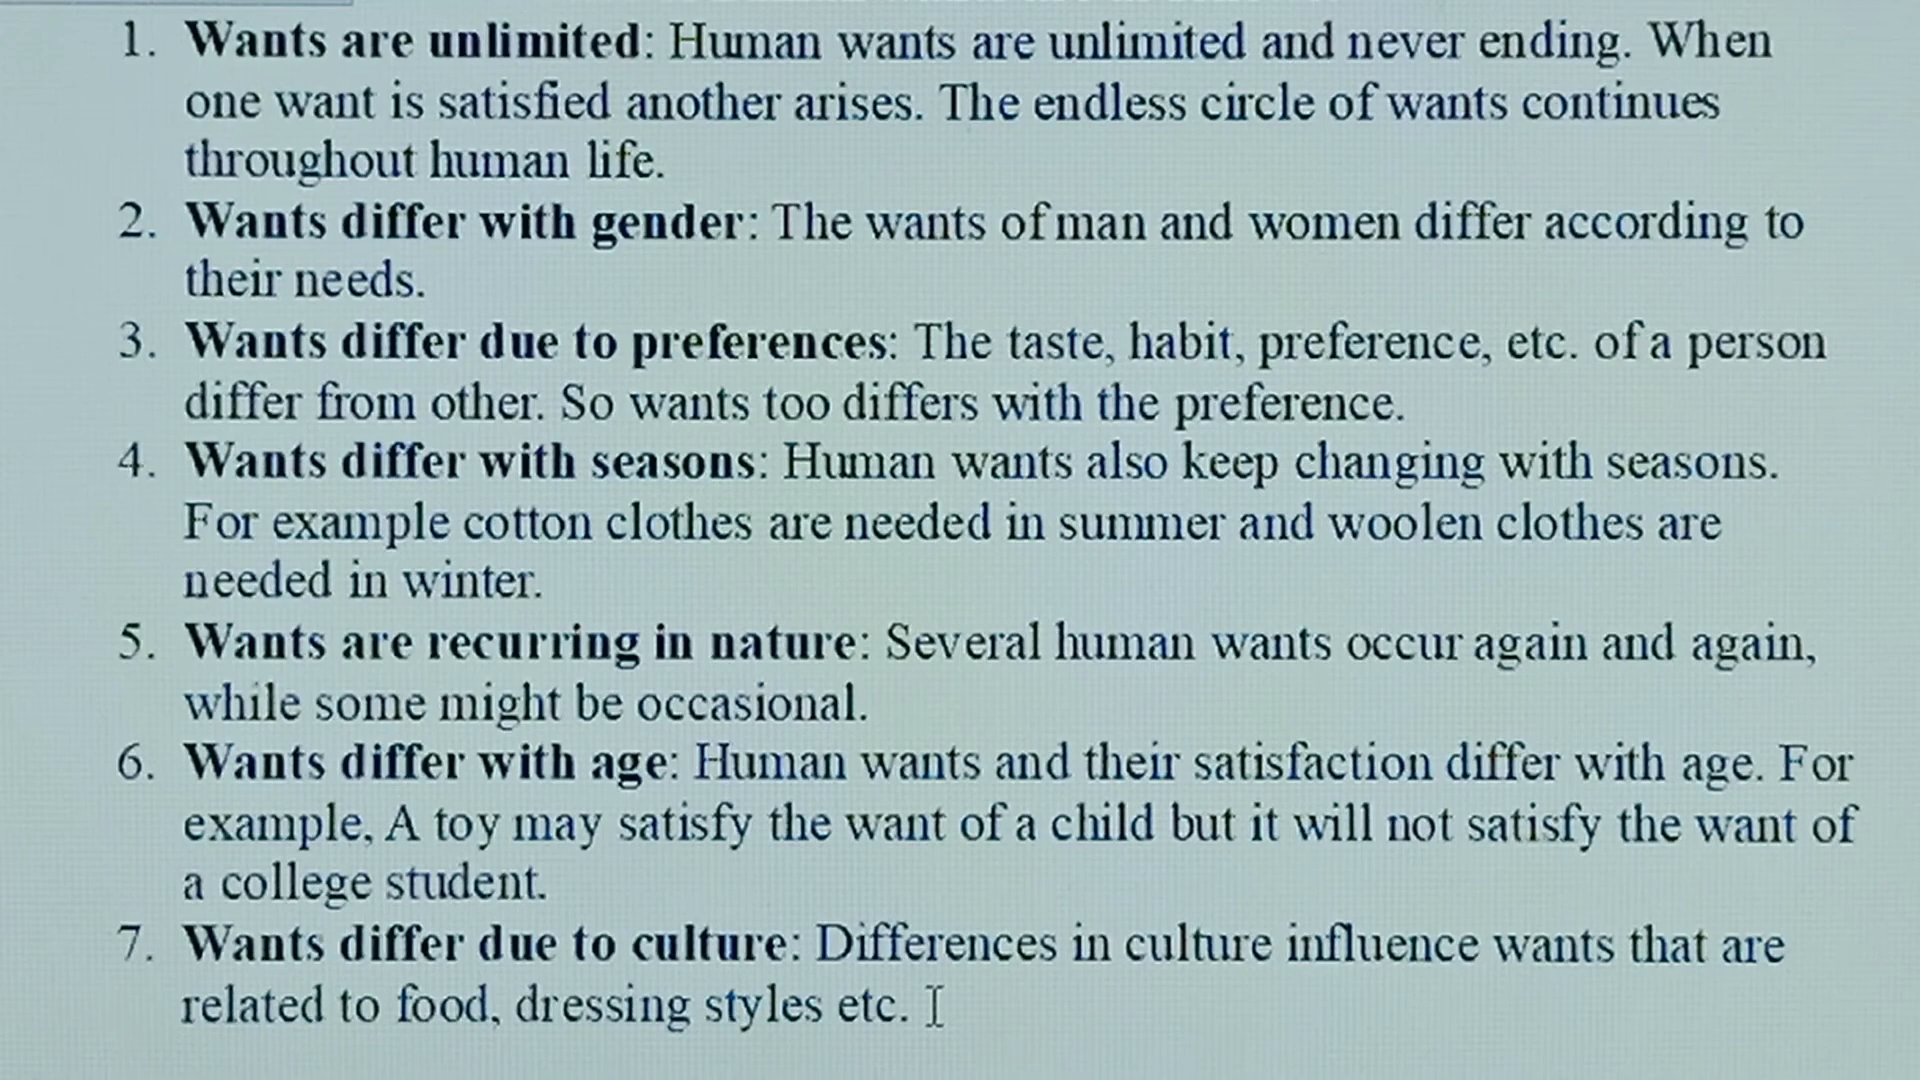 1. Wants are unlimited: Human wants are unlimited and never ending. When
one want is satisfied another arises. The endless circle of wants continues
throughout human life.
2. Wants differ with gender: The wants of man and women differ according to
their needs.
3. Wants differ due to preferences: The taste, habit, preference, etc. of a person
differ from other. So wants too differs with the preference.
4. Wants differ with seasons: Human wants also keep changing with seasons.
For example cotton clothes are needed in summer and woolen clothes are
needed in winter.
5. Wants are recurring in nature: Several human wants occur again and again,
while some might be occasional.
6. Wants differ with age: Human wants and their satisfaction differ with age. For
example, A toy may satisfy the want of a child but it will not satisfy the want of
a college student.
7. Wants differ due to culture: Differences in culture influence wants that are
related to food, dressing styles etc.